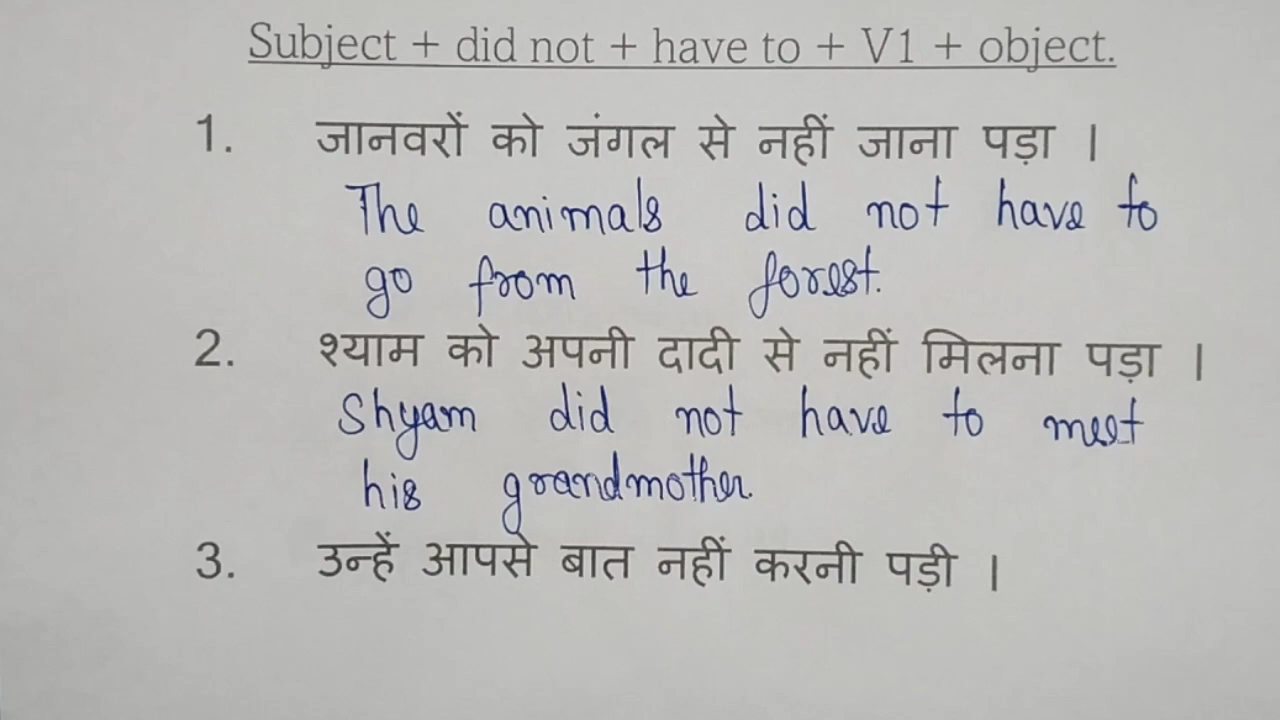 Subject + did not + have to + V1 + object.
1. जानवरों को जंगल से नहीं जाना पड़ा ।
The animals did not have to
go from the forest.
2. श्याम को अपनी दादी से नहीं मिलना पड़ा ।
Shyam did not have to meet
his grandmother.
3. उन्हें आपसे बात नहीं करनी पड़ी ।